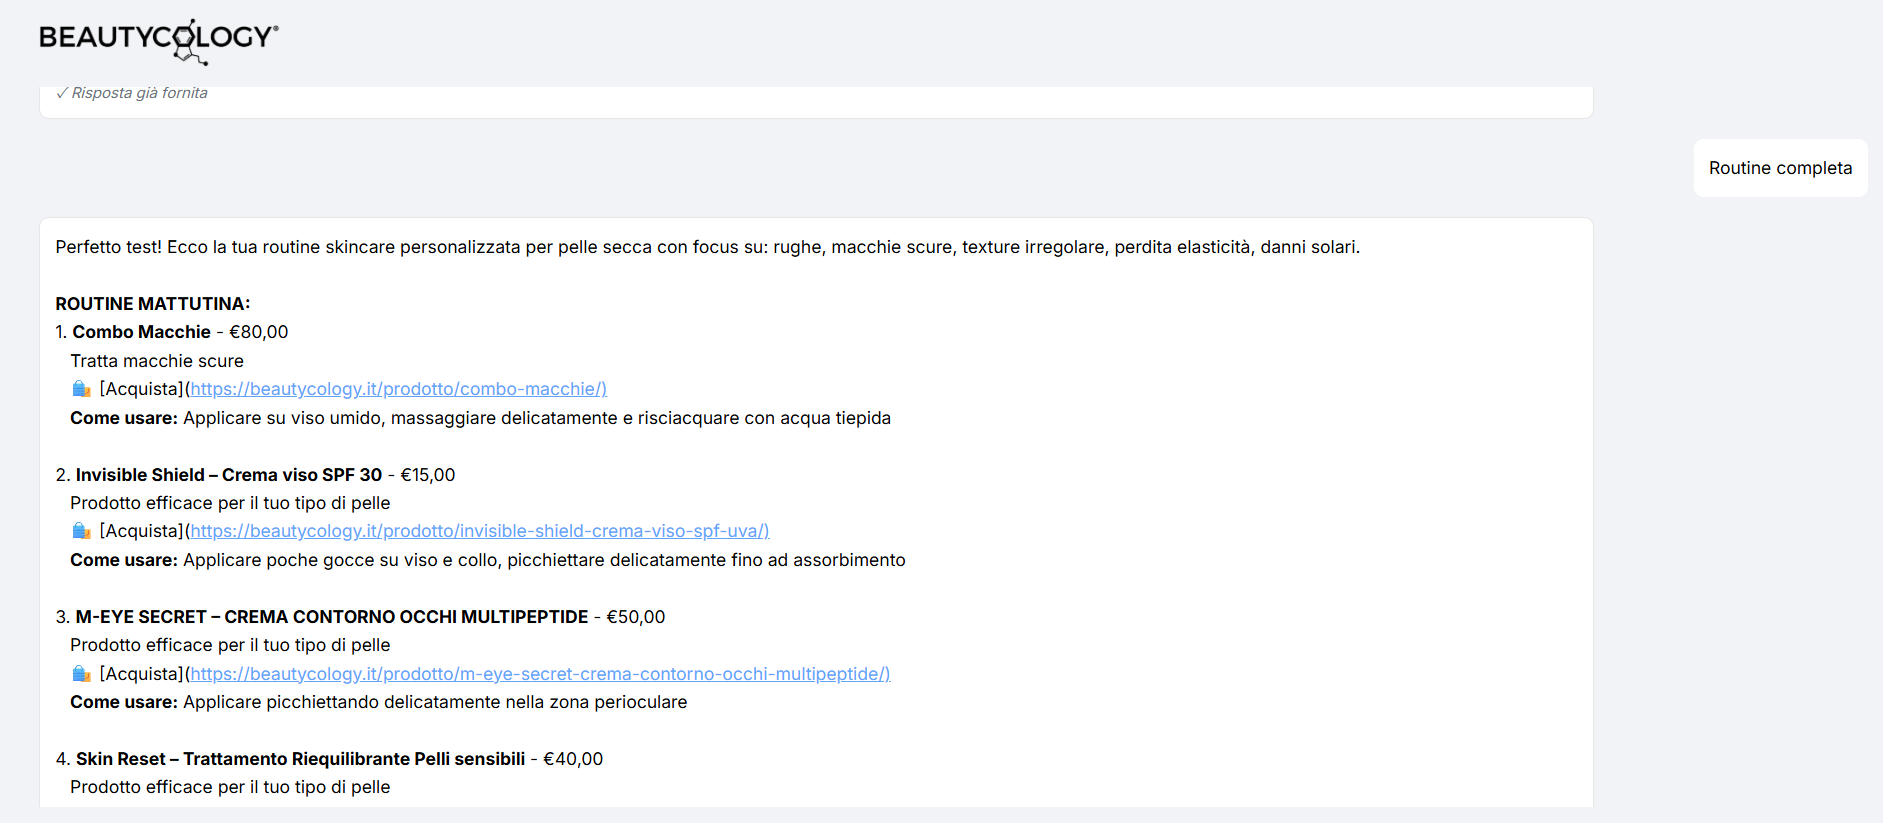 BEAUTYCOLOGY®
✓ Risposta già fornita
Routine completa
Perfetto test! Ecco la tua routine skincare personalizzata per pelle secca con focus su: rughe, macchie scure, texture irregolare, perdita elasticità, danni solari.
ROUTINE MATTUTINA:
1. Combo Macchie - €80,00
Tratta macchie scure
🛍️ [Acquista](https://beautycology.it/prodotto/combo-macchie/)
Come usare: Applicare su viso umido, massaggiare delicatamente e risciacquare con acqua tiepida
2. Invisible Shield – Crema viso SPF 30 - €15,00
Prodotto efficace per il tuo tipo di pelle
🛍️ [Acquista](https://beautycology.it/prodotto/invisible-shield-crema-viso-spf-uva/)
Come usare: Applicare poche gocce su viso e collo, picchiettare delicatamente fino ad assorbimento
3. M-EYE SECRET – CREMA CONTORNO OCCHI MULTIPEPTIDE - €50,00
Prodotto efficace per il tuo tipo di pelle
🛍️ [Acquista](https://beautycology.it/prodotto/m-eye-secret-crema-contorno-occhi-multipeptide/)
Come usare: Applicare picchiettando delicatamente nella zona perioculare
4. Skin Reset – Trattamento Riequilibrante Pelli sensibili - €40,00
Prodotto efficace per il tuo tipo di pelle